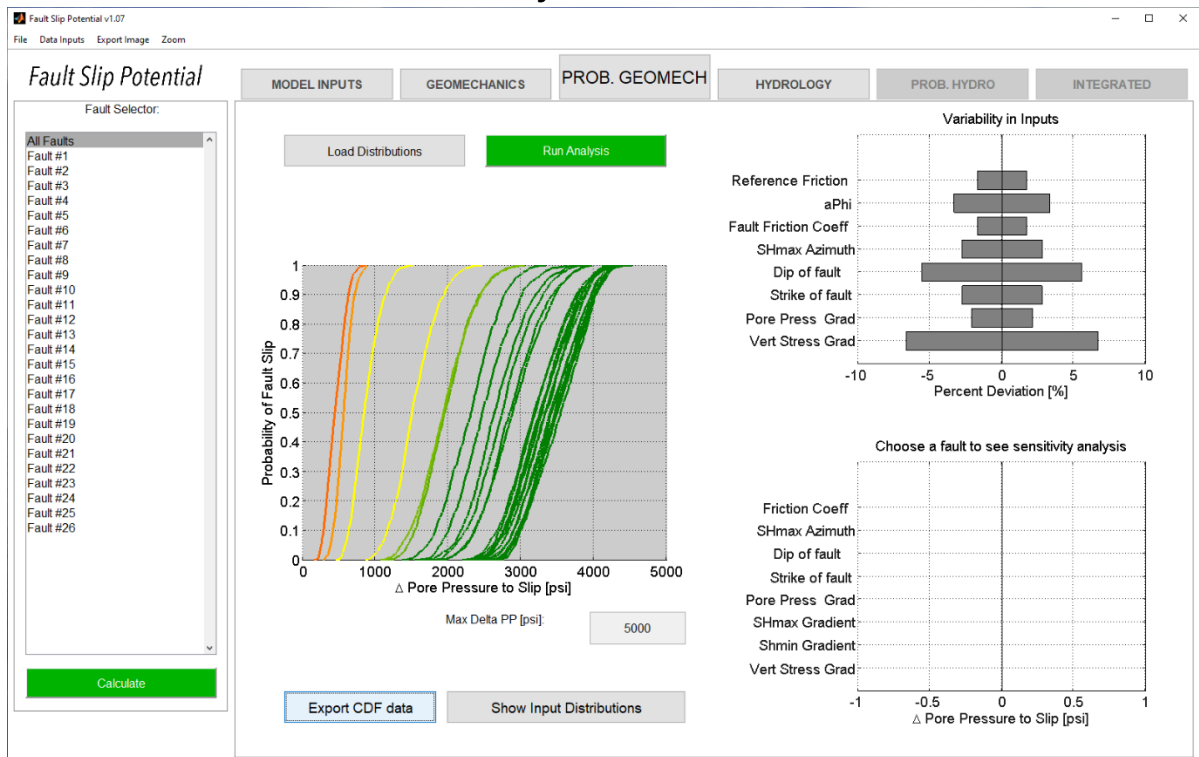 Fault Slip Potential v1.07
File Data Inputs Export Image Zoom
Fault Slip Potential
MODEL INPUTS GEOMECHANICS PROB. GEOMECH HYDROLOGY PROB. HYDRO INTEGRATED
Fault Selector:
All Faults
Fault #1
Fault #2
Fault #3
Fault #4
Fault #5
Fault #6
Fault #7
Fault #8
Fault #9
Fault #10
Fault #11
Fault #12
Fault #13
Fault #14
Fault #15
Fault #16
Fault #17
Fault #18
Fault #19
Fault #20
Fault #21
Fault #22
Fault #23
Fault #24
Fault #25
Fault #26
Calculate
Load Distributions Run Analysis
Probability of Fault Slip
1
0.9
0.8
0.7
0.6
0.5
0.4
0.3
0.2
0.1
0
0 1000 2000 3000 4000 5000
Δ Pore Pressure to Slip [psi]
Max Delta PP [psi]: 5000
Export CDF data Show Input Distributions
Variability in Inputs
Reference Friction
aPhi
Fault Friction Coeff
SHmax Azimuth
Dip of fault
Strike of fault
Pore Press Grad
Vert Stress Grad
-10 -5 0 5 10
Percent Deviation [%]
Choose a fault to see sensitivity analysis
Friction Coeff
SHmax Azimuth
Dip of fault
Strike of fault
Pore Press Grad
SHmax Gradient
Shmin Gradient
Vert Stress Grad
-1 -0.5 0 0.5 1
Δ Pore Pressure to Slip [psi]